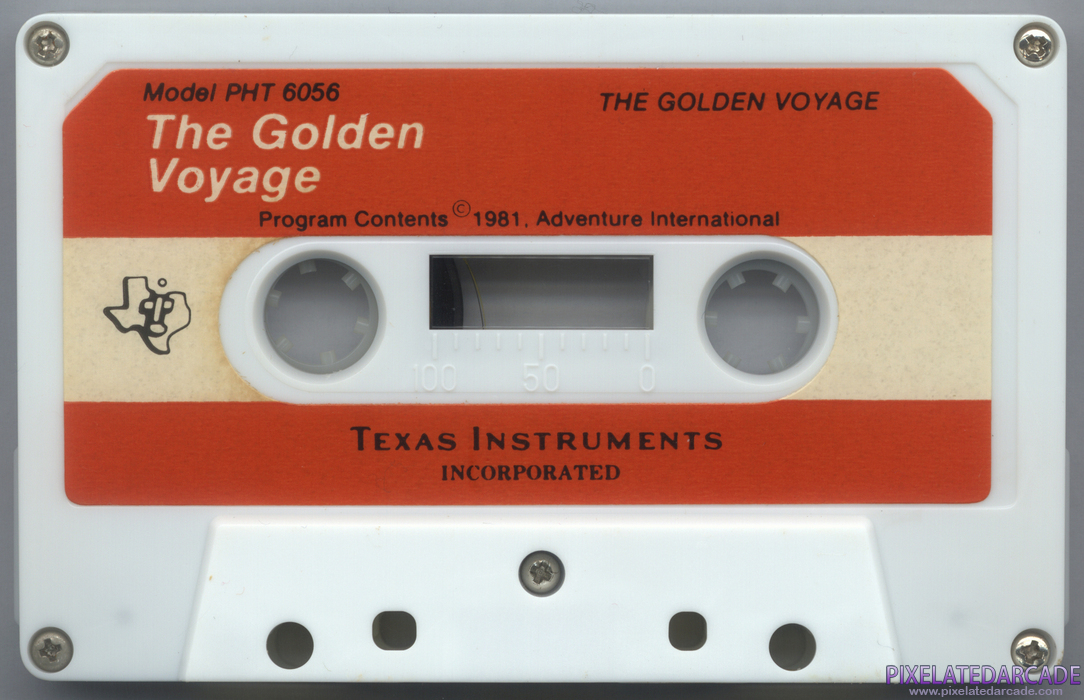 Model PHT 6056
THE GOLDEN VOYAGE
The Golden
Voyage
Program Contents © 1981, Adventure International
100 50 0
TEXAS INSTRUMENTS
INCORPORATED
PIXELATEDARCADE
www.pixelatedarcade.com